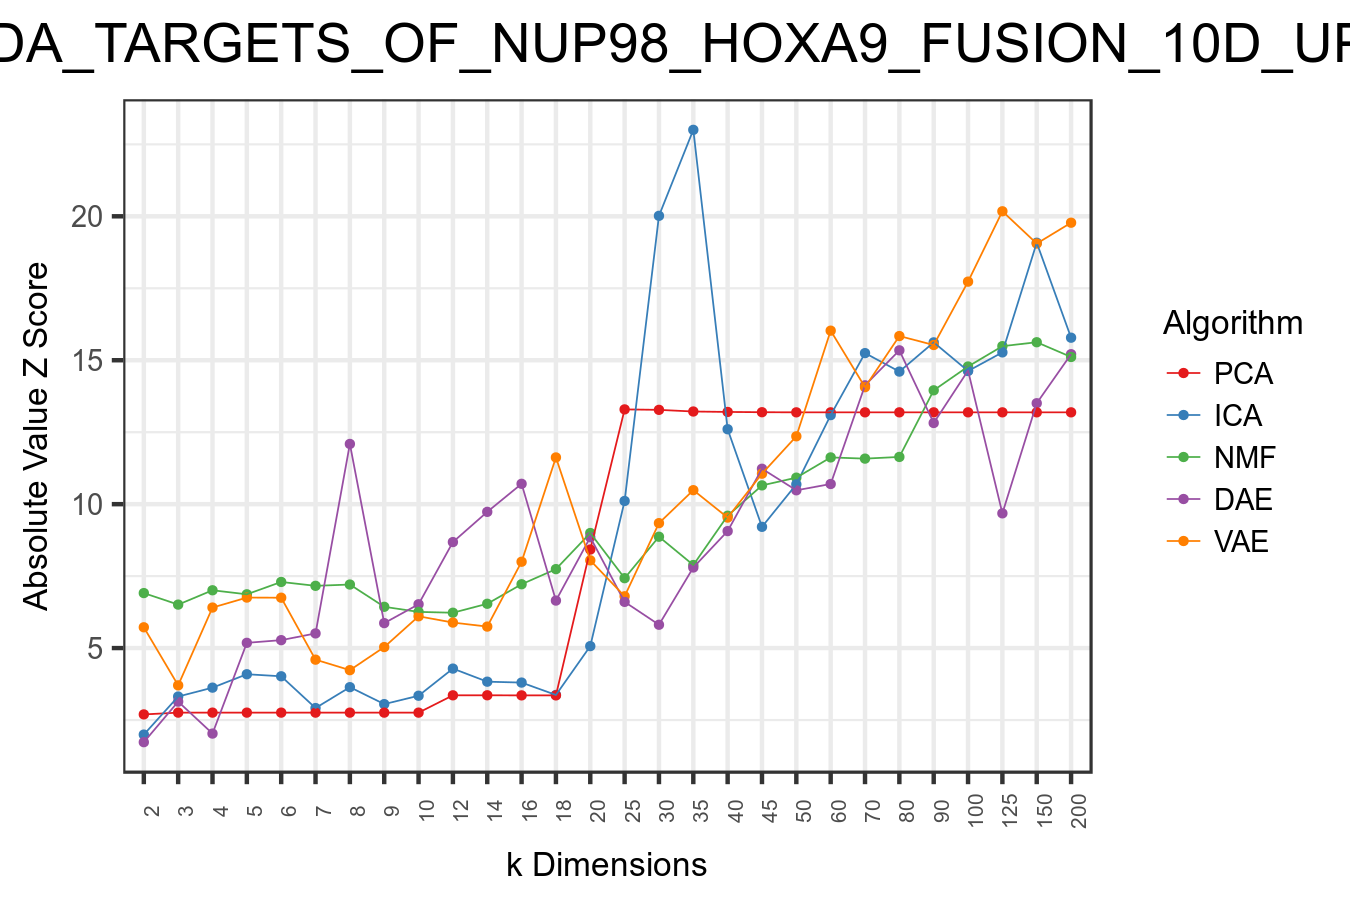 DA_TARGETS_OF_NUP98_HOXA9_FUSION_10D_UP
Absolute Value Z Score
20
15
10
5
2 3 4 5 6 7 8 9 10 12 14 16 18 20 25 30 35 40 45 50 60 70 80 90 100 125 150 200
k Dimensions
Algorithm
PCA
ICA
NMF
DAE
VAE